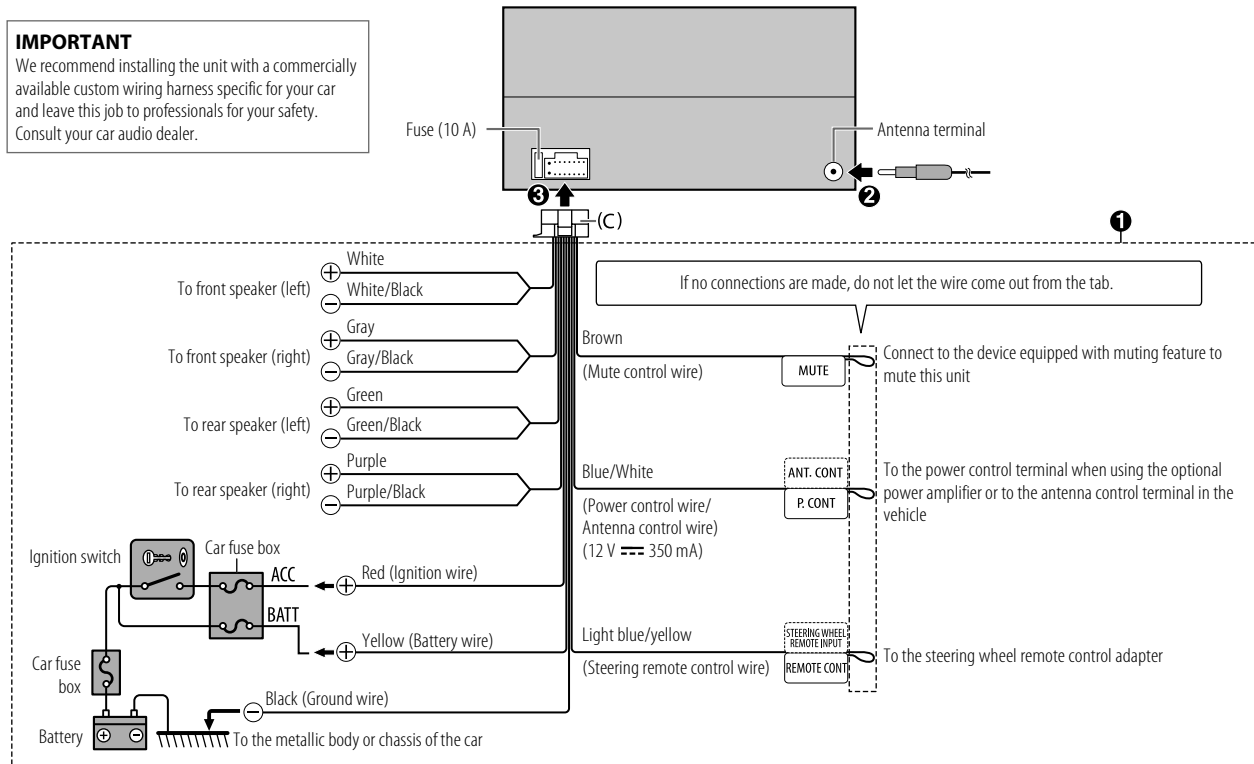 IMPORTANT
We recommend installing the unit with a commercially
available custom wiring harness specific for your car
and leave this job to professionals for your safety.
Consult your car audio dealer.
Fuse (10 A)
Antenna terminal
3
2
(C)
1
To front speaker (left)
White
White/Black
To front speaker (right)
Gray
Gray/Black
To rear speaker (left)
Green
Green/Black
To rear speaker (right)
Purple
Purple/Black
If no connections are made, do not let the wire come out from the tab.
Brown
(Mute control wire)
MUTE
Connect to the device equipped with muting feature to
mute this unit
Blue/White
(Power control wire/
Antenna control wire)
(12 V ⎓ 350 mA)
ANT. CONT
P. CONT
To the power control terminal when using the optional
power amplifier or to the antenna control terminal in the
vehicle
Ignition switch
Car fuse box
ACC
Red (Ignition wire)
BATT
Yellow (Battery wire)
Light blue/yellow
(Steering remote control wire)
STEERING WHEEL
REMOTE INPUT
REMOTE CONT
To the steering wheel remote control adapter
Car fuse
box
Black (Ground wire)
Battery
To the metallic body or chassis of the car